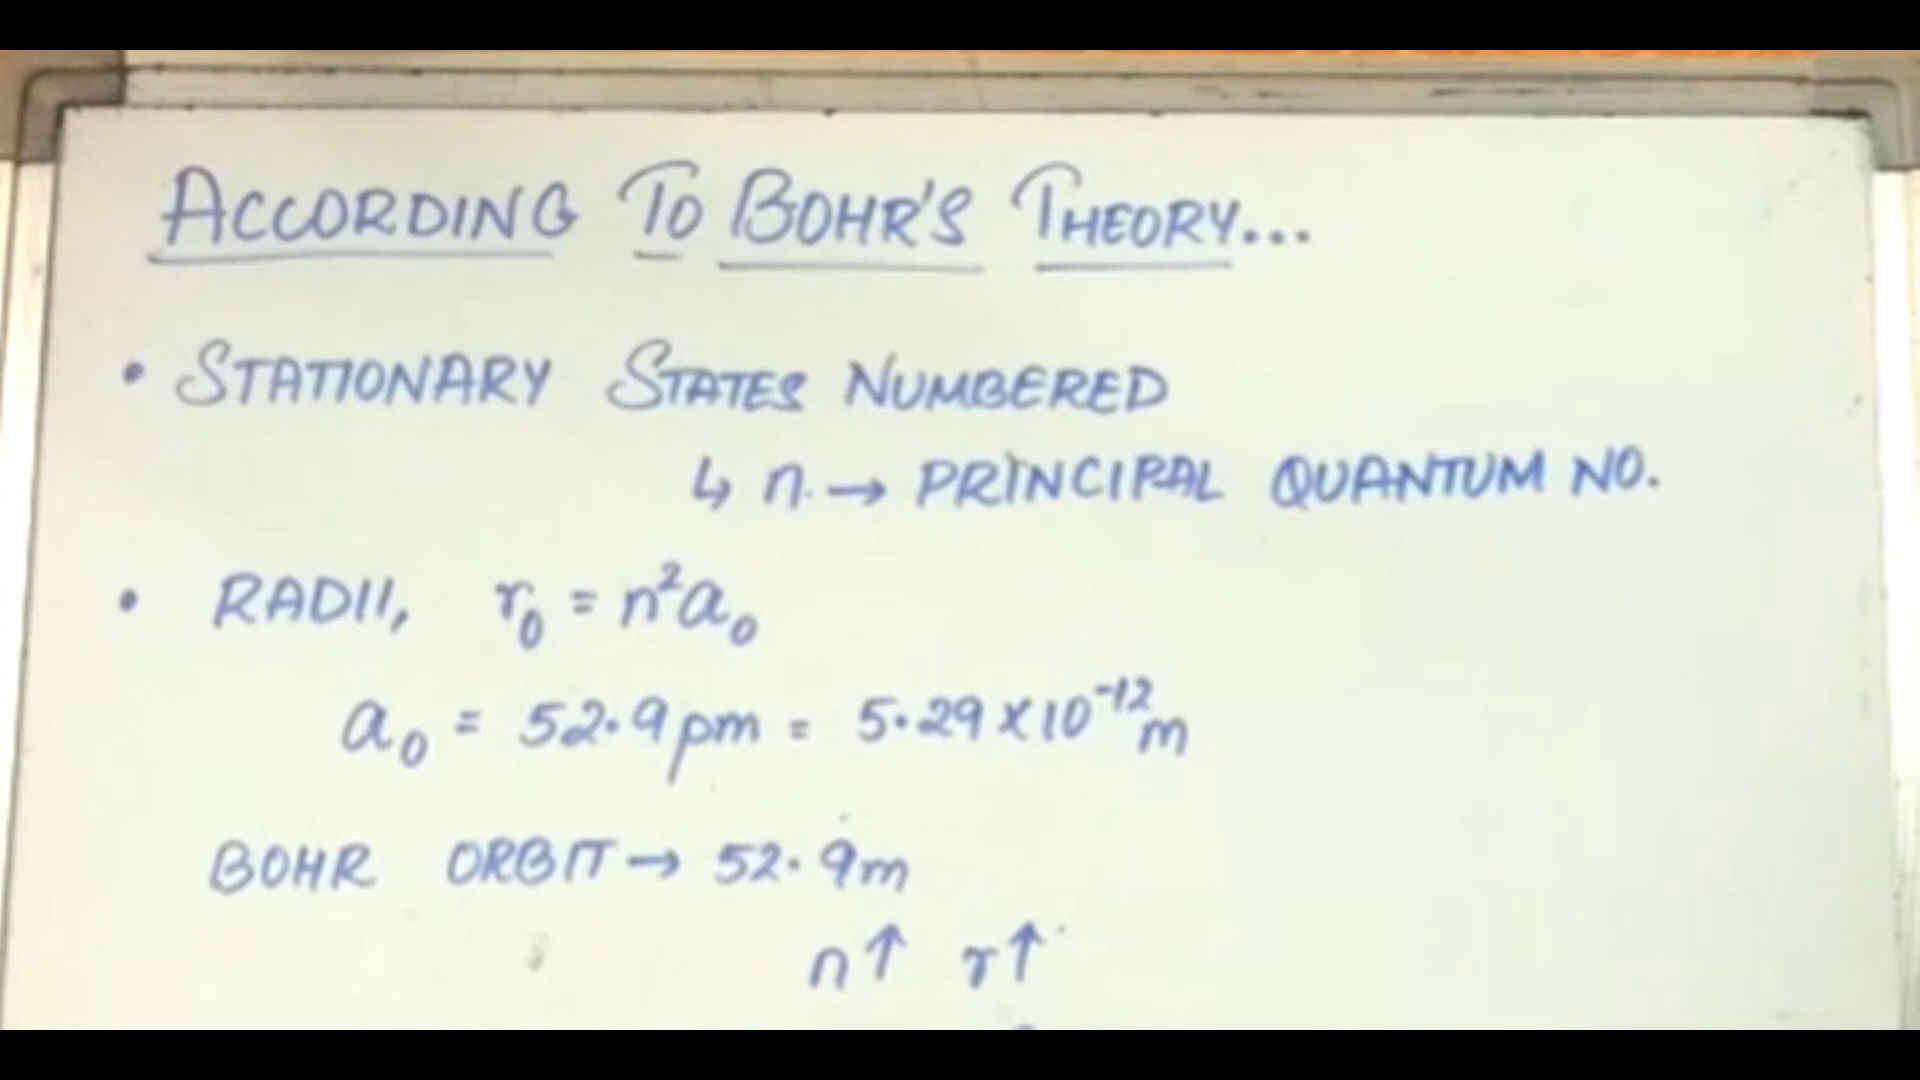 ACCORDING TO BOHR'S THEORY...
• STATIONARY STATES NUMBERED
↳ n. → PRINCIPAL QUANTUM NO.
• RADII, r₀ = n²a₀
a₀ = 52.9pm = 5.29 x 10⁻¹² m
BOHR ORBIT → 52.9m
n↑ r↑